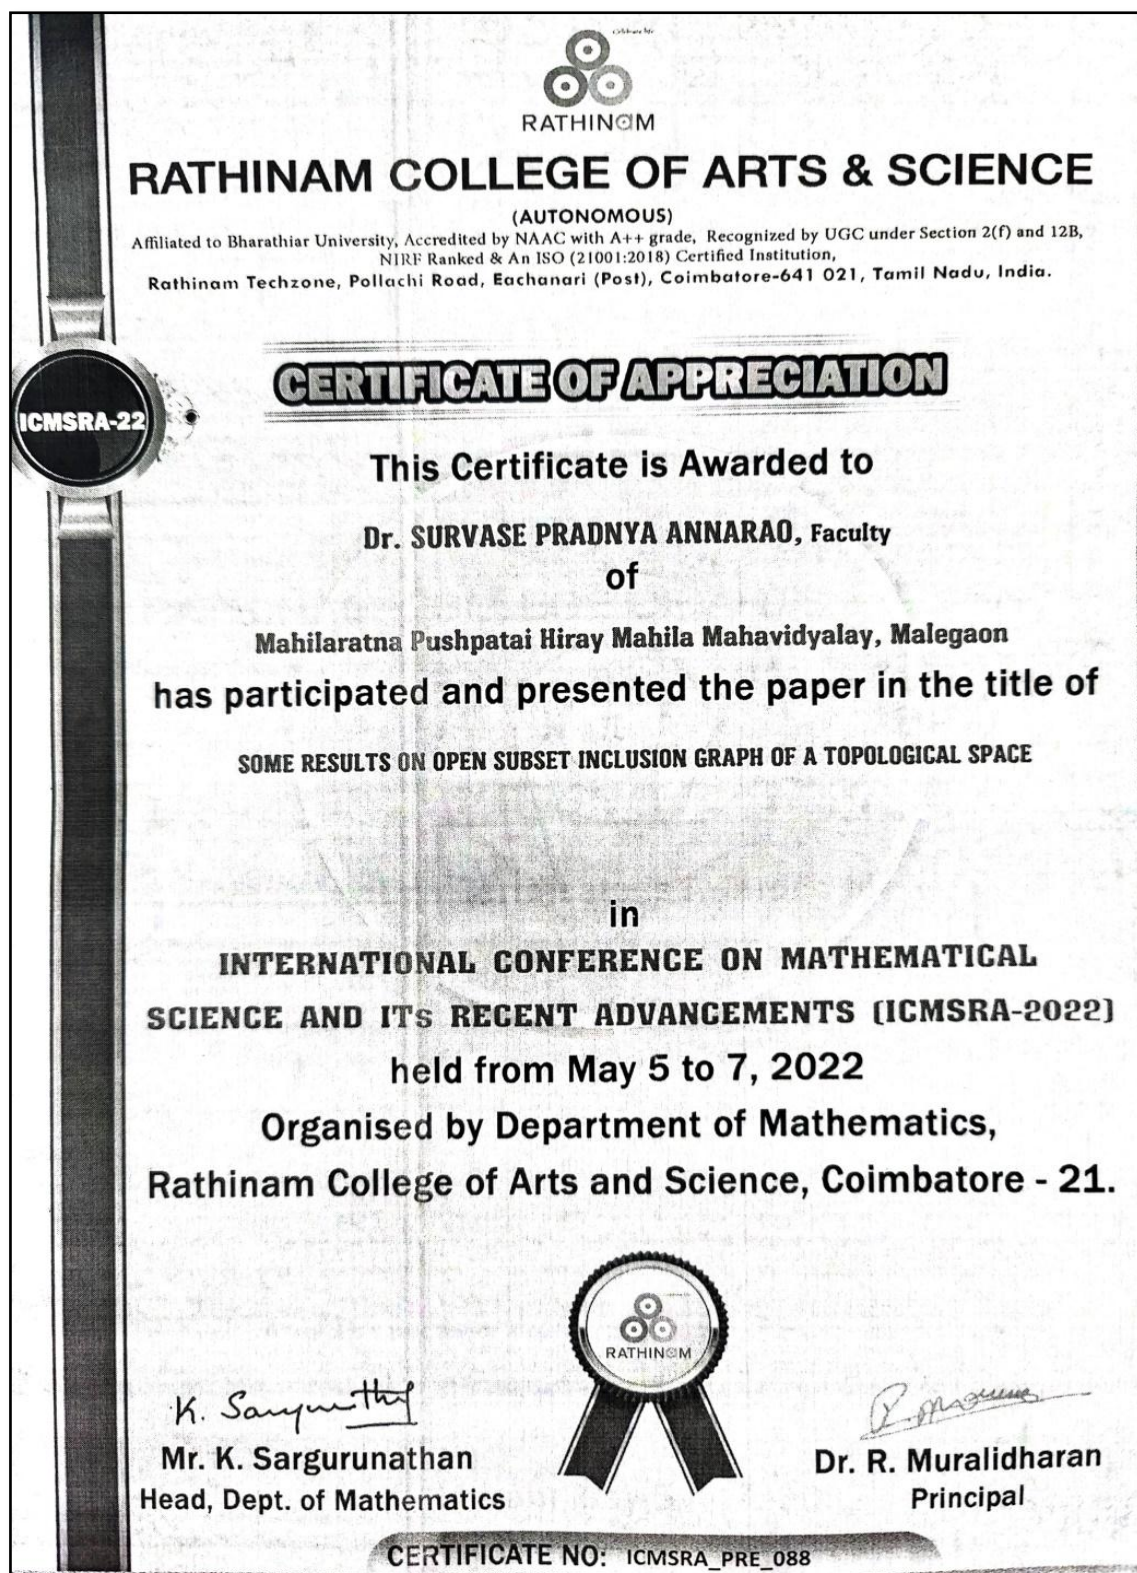 Celebrate life
RATHINAM
RATHINAM COLLEGE OF ARTS & SCIENCE
(AUTONOMOUS)
Affiliated to Bharathiar University, Accredited by NAAC with A++ grade, Recognized by UGC under Section 2(f) and 12B,
NIRF Ranked & An ISO (21001:2018) Certified Institution,
Rathinam Techzone, Pollachi Road, Eachanari (Post), Coimbatore-641 021, Tamil Nadu, India.
CERTIFICATE OF APPRECIATION
ICMSRA-22
This Certificate is Awarded to
Dr. SURVASE PRADNYA ANNARAO, Faculty
of
Mahilaratna Pushpatai Hiray Mahila Mahavidyalay, Malegaon
has participated and presented the paper in the title of
SOME RESULTS ON OPEN SUBSET INCLUSION GRAPH OF A TOPOLOGICAL SPACE
in
INTERNATIONAL CONFERENCE ON MATHEMATICAL
SCIENCE AND ITs RECENT ADVANCEMENTS (ICMSRA-2022)
held from May 5 to 7, 2022
Organised by Department of Mathematics,
Rathinam College of Arts and Science, Coimbatore - 21.
RATHINAM
Mr. K. Sargurunathan
Head, Dept. of Mathematics
Dr. R. Muralidharan
Principal
CERTIFICATE NO: ICMSRA_PRE_088